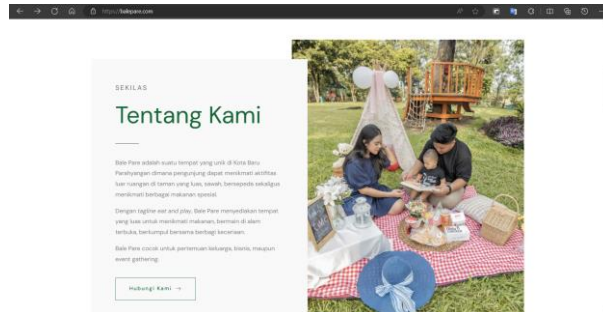 https://balepare.com
SEKILAS
Tentang Kami
Bale Pare adalah suatu tempat yang unik di Kota Baru
Parahyangan dimana pengunjung dapat menikmati aktifitas
luar ruangan di taman yang luas, sawah, bersepeda sekaligus
menikmati berbagai makanan spesial.
Dengan tagline eat and play, Bale Pare menyediakan tempat
yang luas untuk menikmati makanan, bermain di alam
terbuka, berkumpul bersama berbagi keceriaan.
Bale Pare cocok untuk pertemuan keluarga, bisnis, maupun
event gathering.
Hubungi Kami →